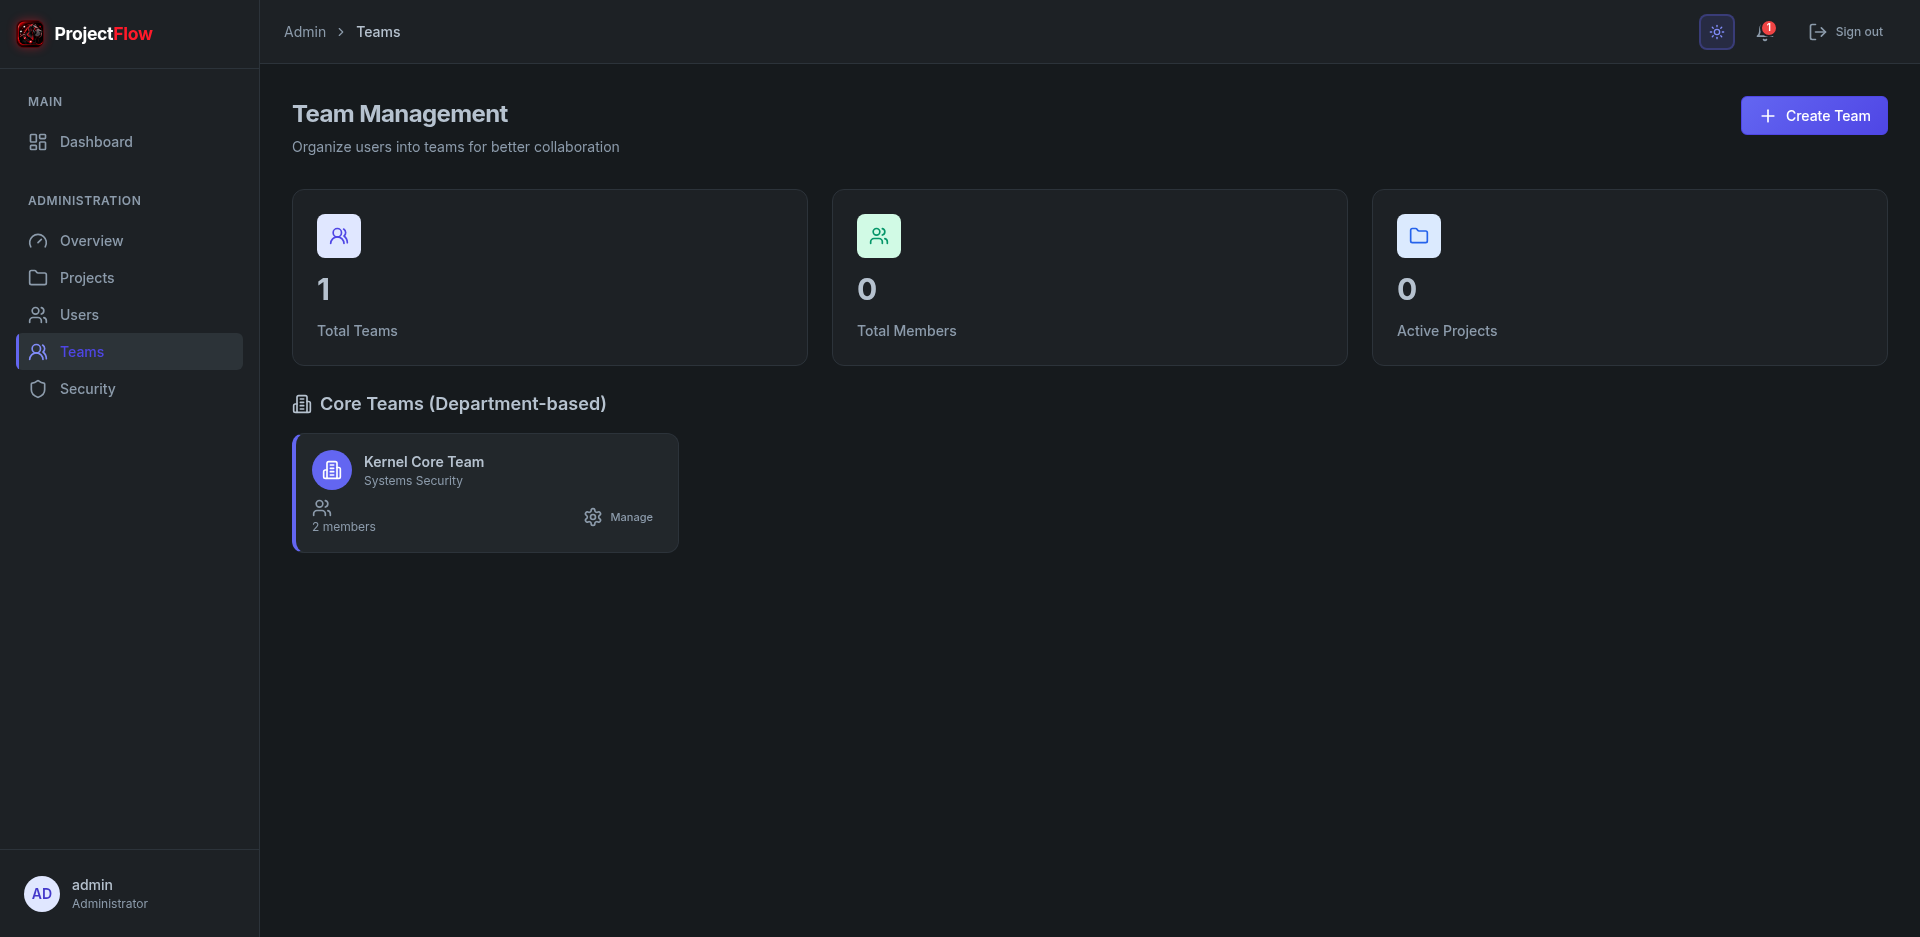 ProjectFlow
Admin > Teams
1
Sign out
MAIN
Dashboard
ADMINISTRATION
Overview
Projects
Users
Teams
Security
Team Management
Organize users into teams for better collaboration
Create Team
1
Total Teams
0
Total Members
0
Active Projects
Core Teams (Department-based)
Kernel Core Team
Systems Security
2 members
Manage
AD
admin
Administrator